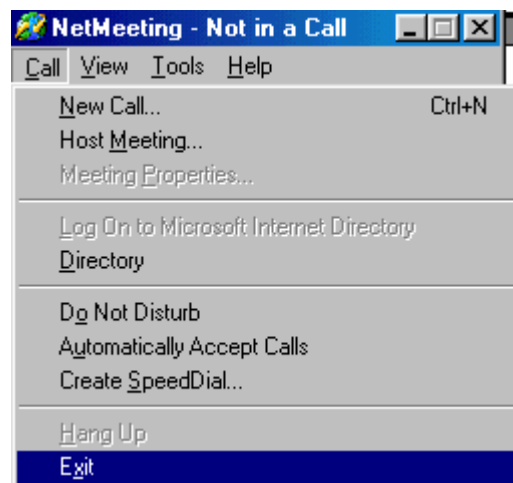 NetMeeting - Not in a Call
Call View Tools Help
New Call... Ctrl+N
Host Meeting...
Meeting Properties...
Log On to Microsoft Internet Directory
Directory
Do Not Disturb
Automatically Accept Calls
Create SpeedDial...
Hang Up
Exit